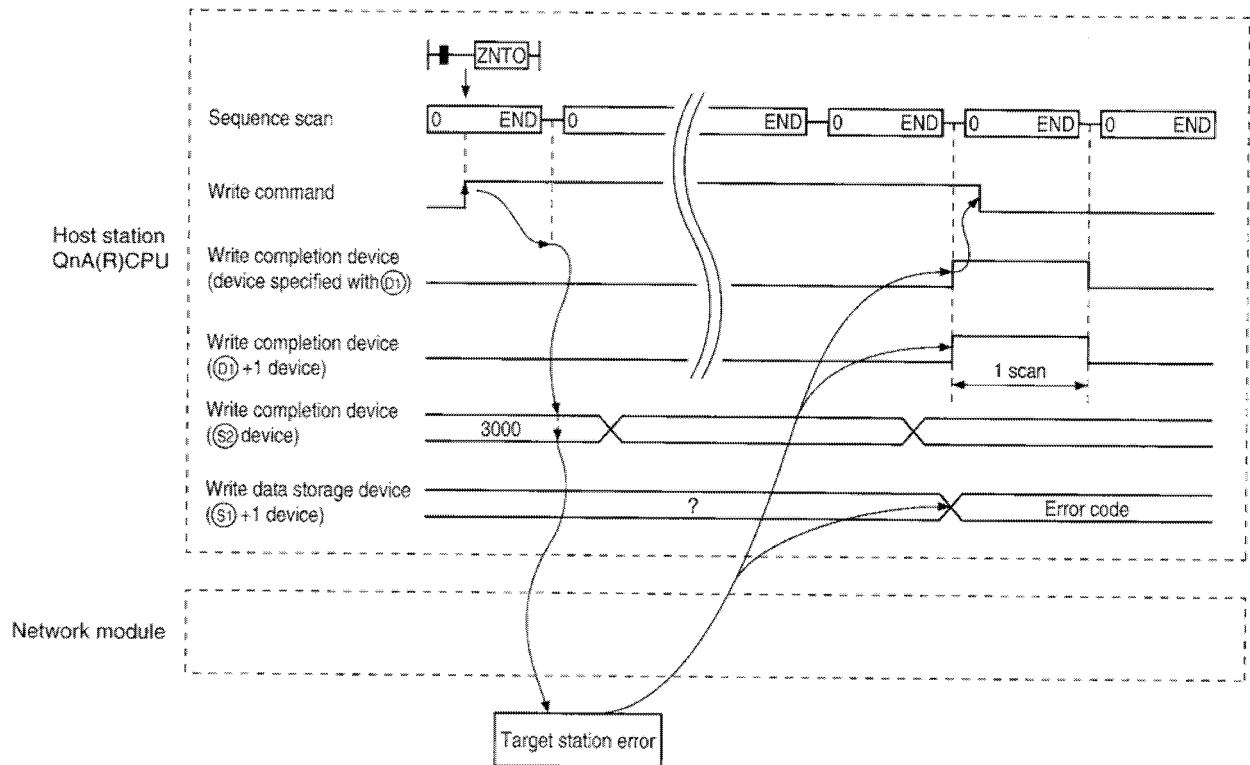 ZNTO
Sequence scan
0 END 0 END 0 END 0 END 0 END
Write command
Host station
QnA(R)CPU
Write completion device
(device specified with D1)
Write completion device
(D1 +1 device)
1 scan
Write completion device
(S2 device)
3000
Write data storage device
(S1 +1 device)
?
Error code
Network module
Target station error